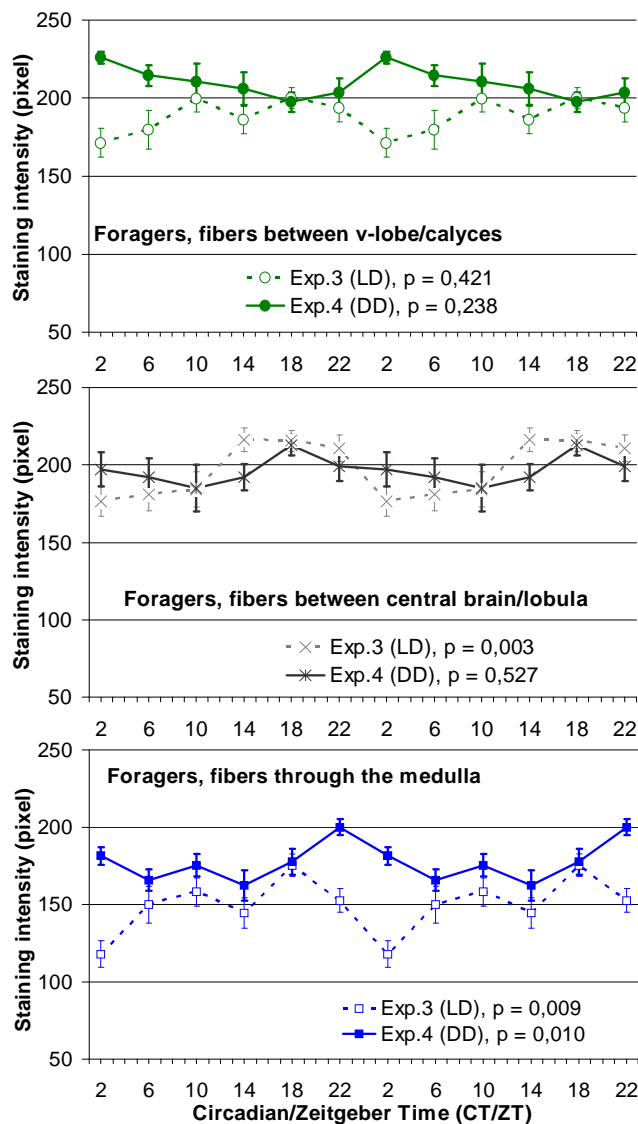 250
200
150
100
50
Staining intensity (pixel)
Foragers, fibers between v-lobe/calyces
Exp.3 (LD), p = 0,421
Exp.4 (DD), p = 0,238
2 6 10 14 18 22 2 6 10 14 18 22
250
200
150
100
50
Staining intensity (pixel)
Foragers, fibers between central brain/lobula
Exp.3 (LD), p = 0,003
Exp.4 (DD), p = 0,527
2 6 10 14 18 22 2 6 10 14 18 22
250
200
150
100
50
Staining intensity (pixel)
Foragers, fibers through the medulla
Exp.3 (LD), p = 0,009
Exp.4 (DD), p = 0,010
2 6 10 14 18 22 2 6 10 14 18 22
Circadian/Zeitgeber Time (CT/ZT)